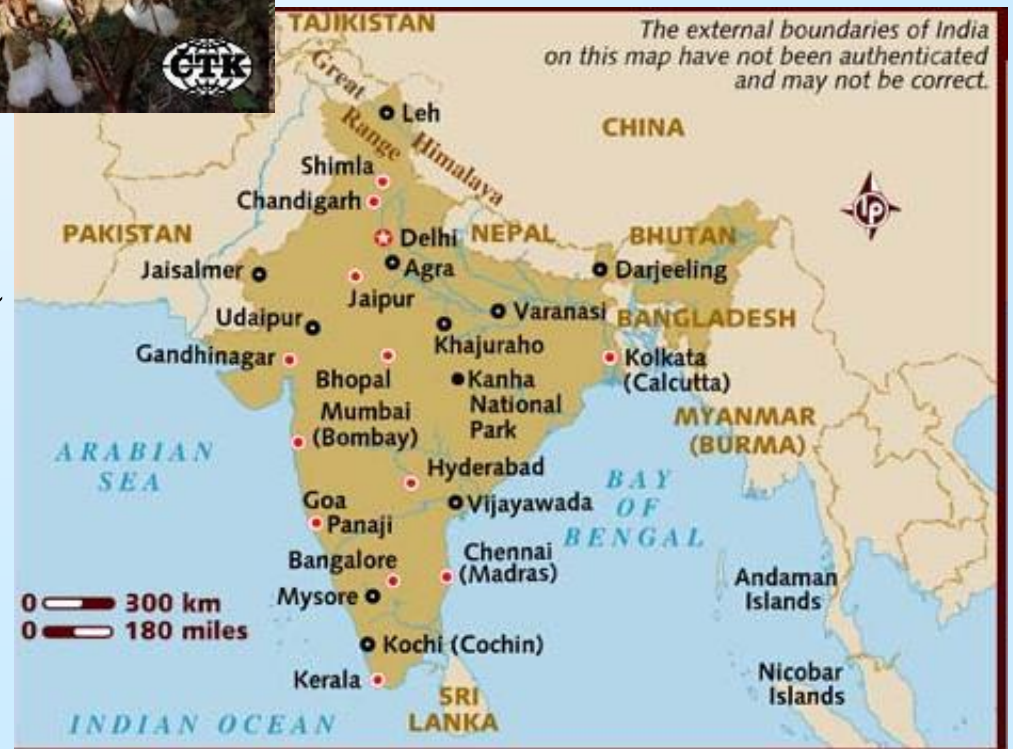 CTK
TAJIKISTAN
The external boundaries of India
on this map have not been authenticated
and may not be correct.
Great
Range
Himalaya
Leh
CHINA
Shimla
Chandigarh
PAKISTAN
Delhi
NEPAL
BHUTAN
lp
Jaisalmer
Agra
Darjeeling
Jaipur
Udaipur
Varanasi
BANGLADESH
Gandhinagar
Khajuraho
Kolkata
(Calcutta)
Bhopal
Kanha
National
Park
Mumbai
(Bombay)
MYANMAR
(BURMA)
ARABIAN
SEA
Hyderabad
BAY
OF
BENGAL
Goa
Panaji
Vijayawada
Bangalore
Chennai
(Madras)
Mysore
Andaman
Islands
0 300 km
0 180 miles
Kochi (Cochin)
Kerala
Nicobar
Islands
SRI
LANKA
INDIAN OCEAN